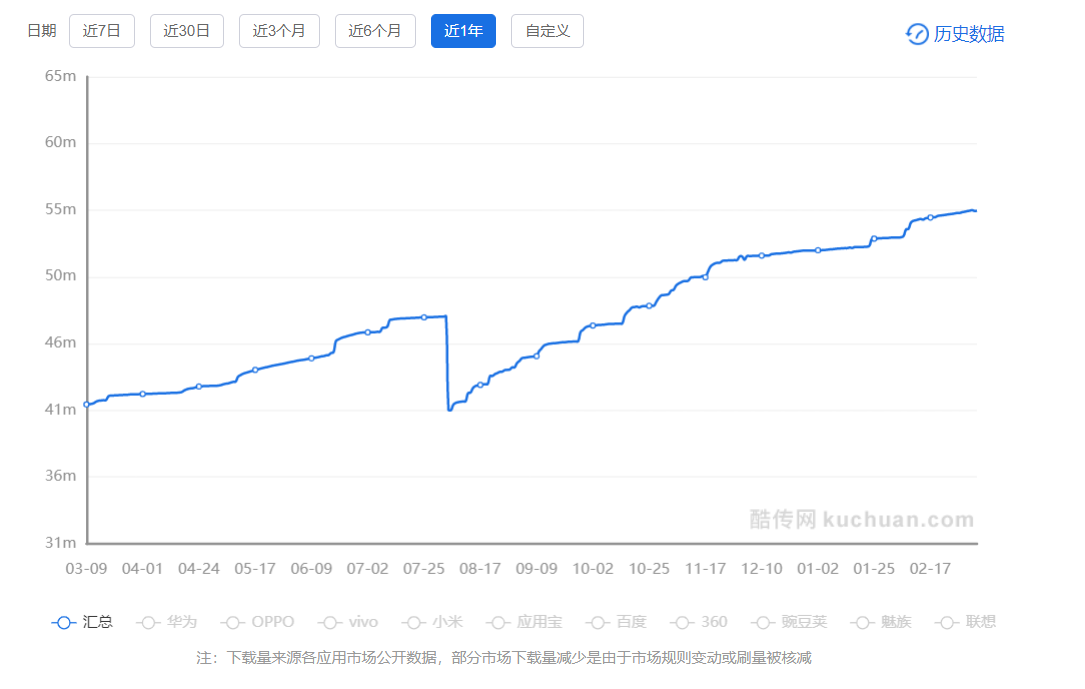 日期 近7日 近30日 近3个月 近6个月 近1年 自定义 历史数据
65m
60m
55m
50m
46m
41m
36m
酷传网 kuchuan.com
31m
03-09 04-01 04-24 05-17 06-09 07-02 07-25 08-17 09-09 10-02 10-25 11-17 12-10 01-02 01-25 02-17
汇总 华为 OPPO vivo 小米 应用宝 百度 360 豌豆荚 魅族 联想
注：下载量来源各应用市场公开数据，部分市场下载量减少是由于市场规则变动或刷量被核减